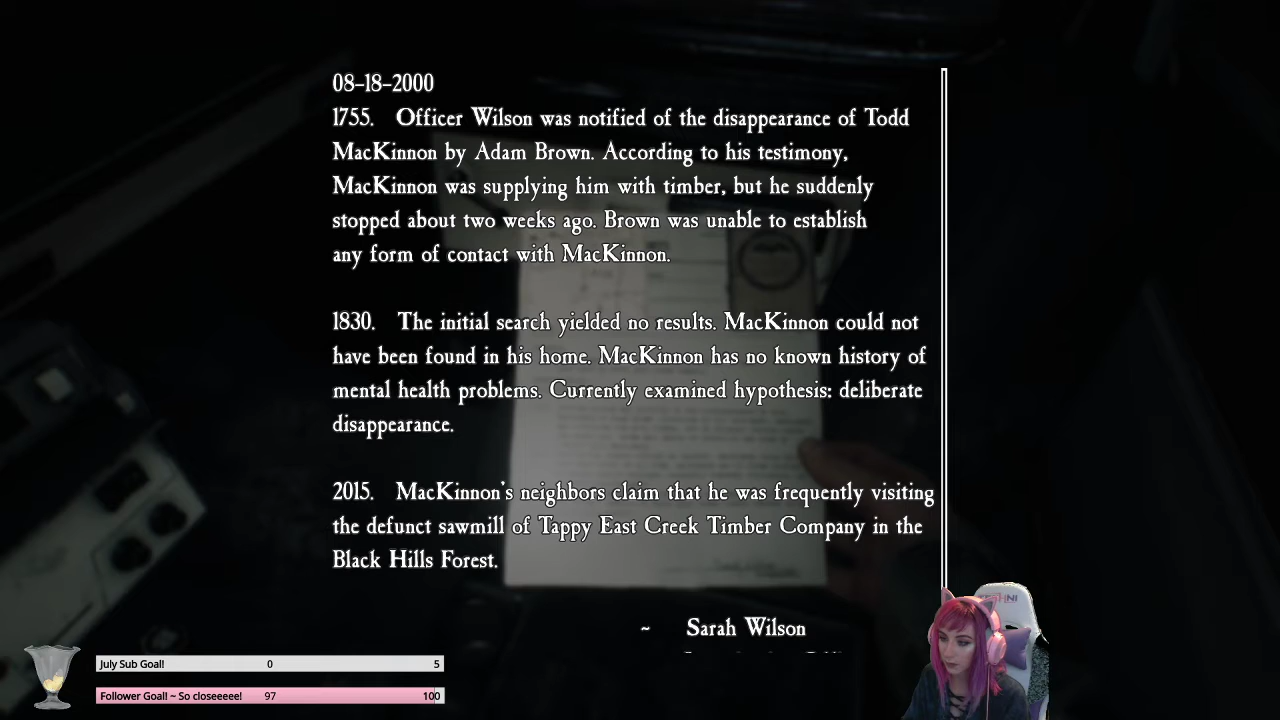 08-18-2000
1755. Officer Wilson was notified of the disappearance of Todd
MacKinnon by Adam Brown. According to his testimony,
MacKinnon was supplying him with timber, but he suddenly
stopped about two weeks ago. Brown was unable to establish
any form of contact with MacKinnon.
1830. The initial search yielded no results. MacKinnon could not
have been found in his home. MacKinnon has no known history of
mental health problems. Currently examined hypothesis: deliberate
disappearance.
2015. MacKinnon's neighbors claim that he was frequently visiting
the defunct sawmill of Tappy East Creek Timber Company in the
Black Hills Forest.
~ Sarah Wilson
July Sub Goal! 0 5
Follower Goal! ~ So closeeeee! 97 100